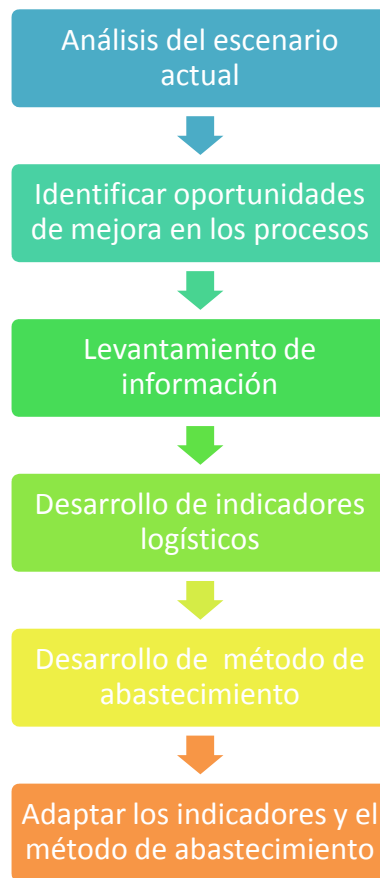 Análisis del escenario
actual
Identificar oportunidades
de mejora en los procesos
Levantamiento de
información
Desarrollo de indicadores
logísticos
Desarrollo de  método de
abastecimiento
Adaptar los indicadores y el
método de abastecimiento